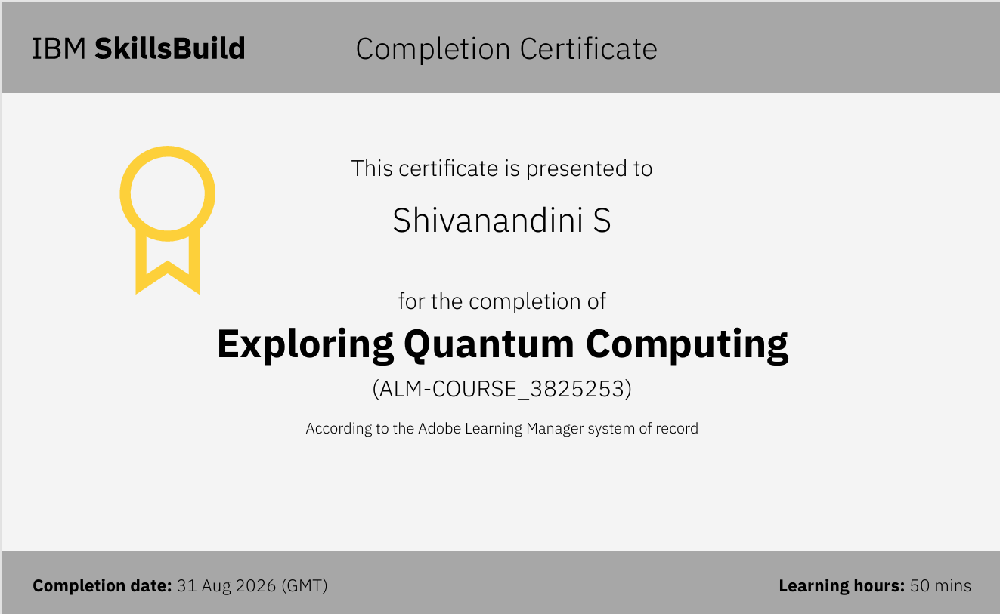 IBM SkillsBuild
Completion Certificate
This certificate is presented to
Shivanandini S
for the completion of
Exploring Quantum Computing
(ALM-COURSE_3825253)
According to the Adobe Learning Manager system of record
Completion date: 31 Aug 2026 (GMT)
Learning hours: 50 mins